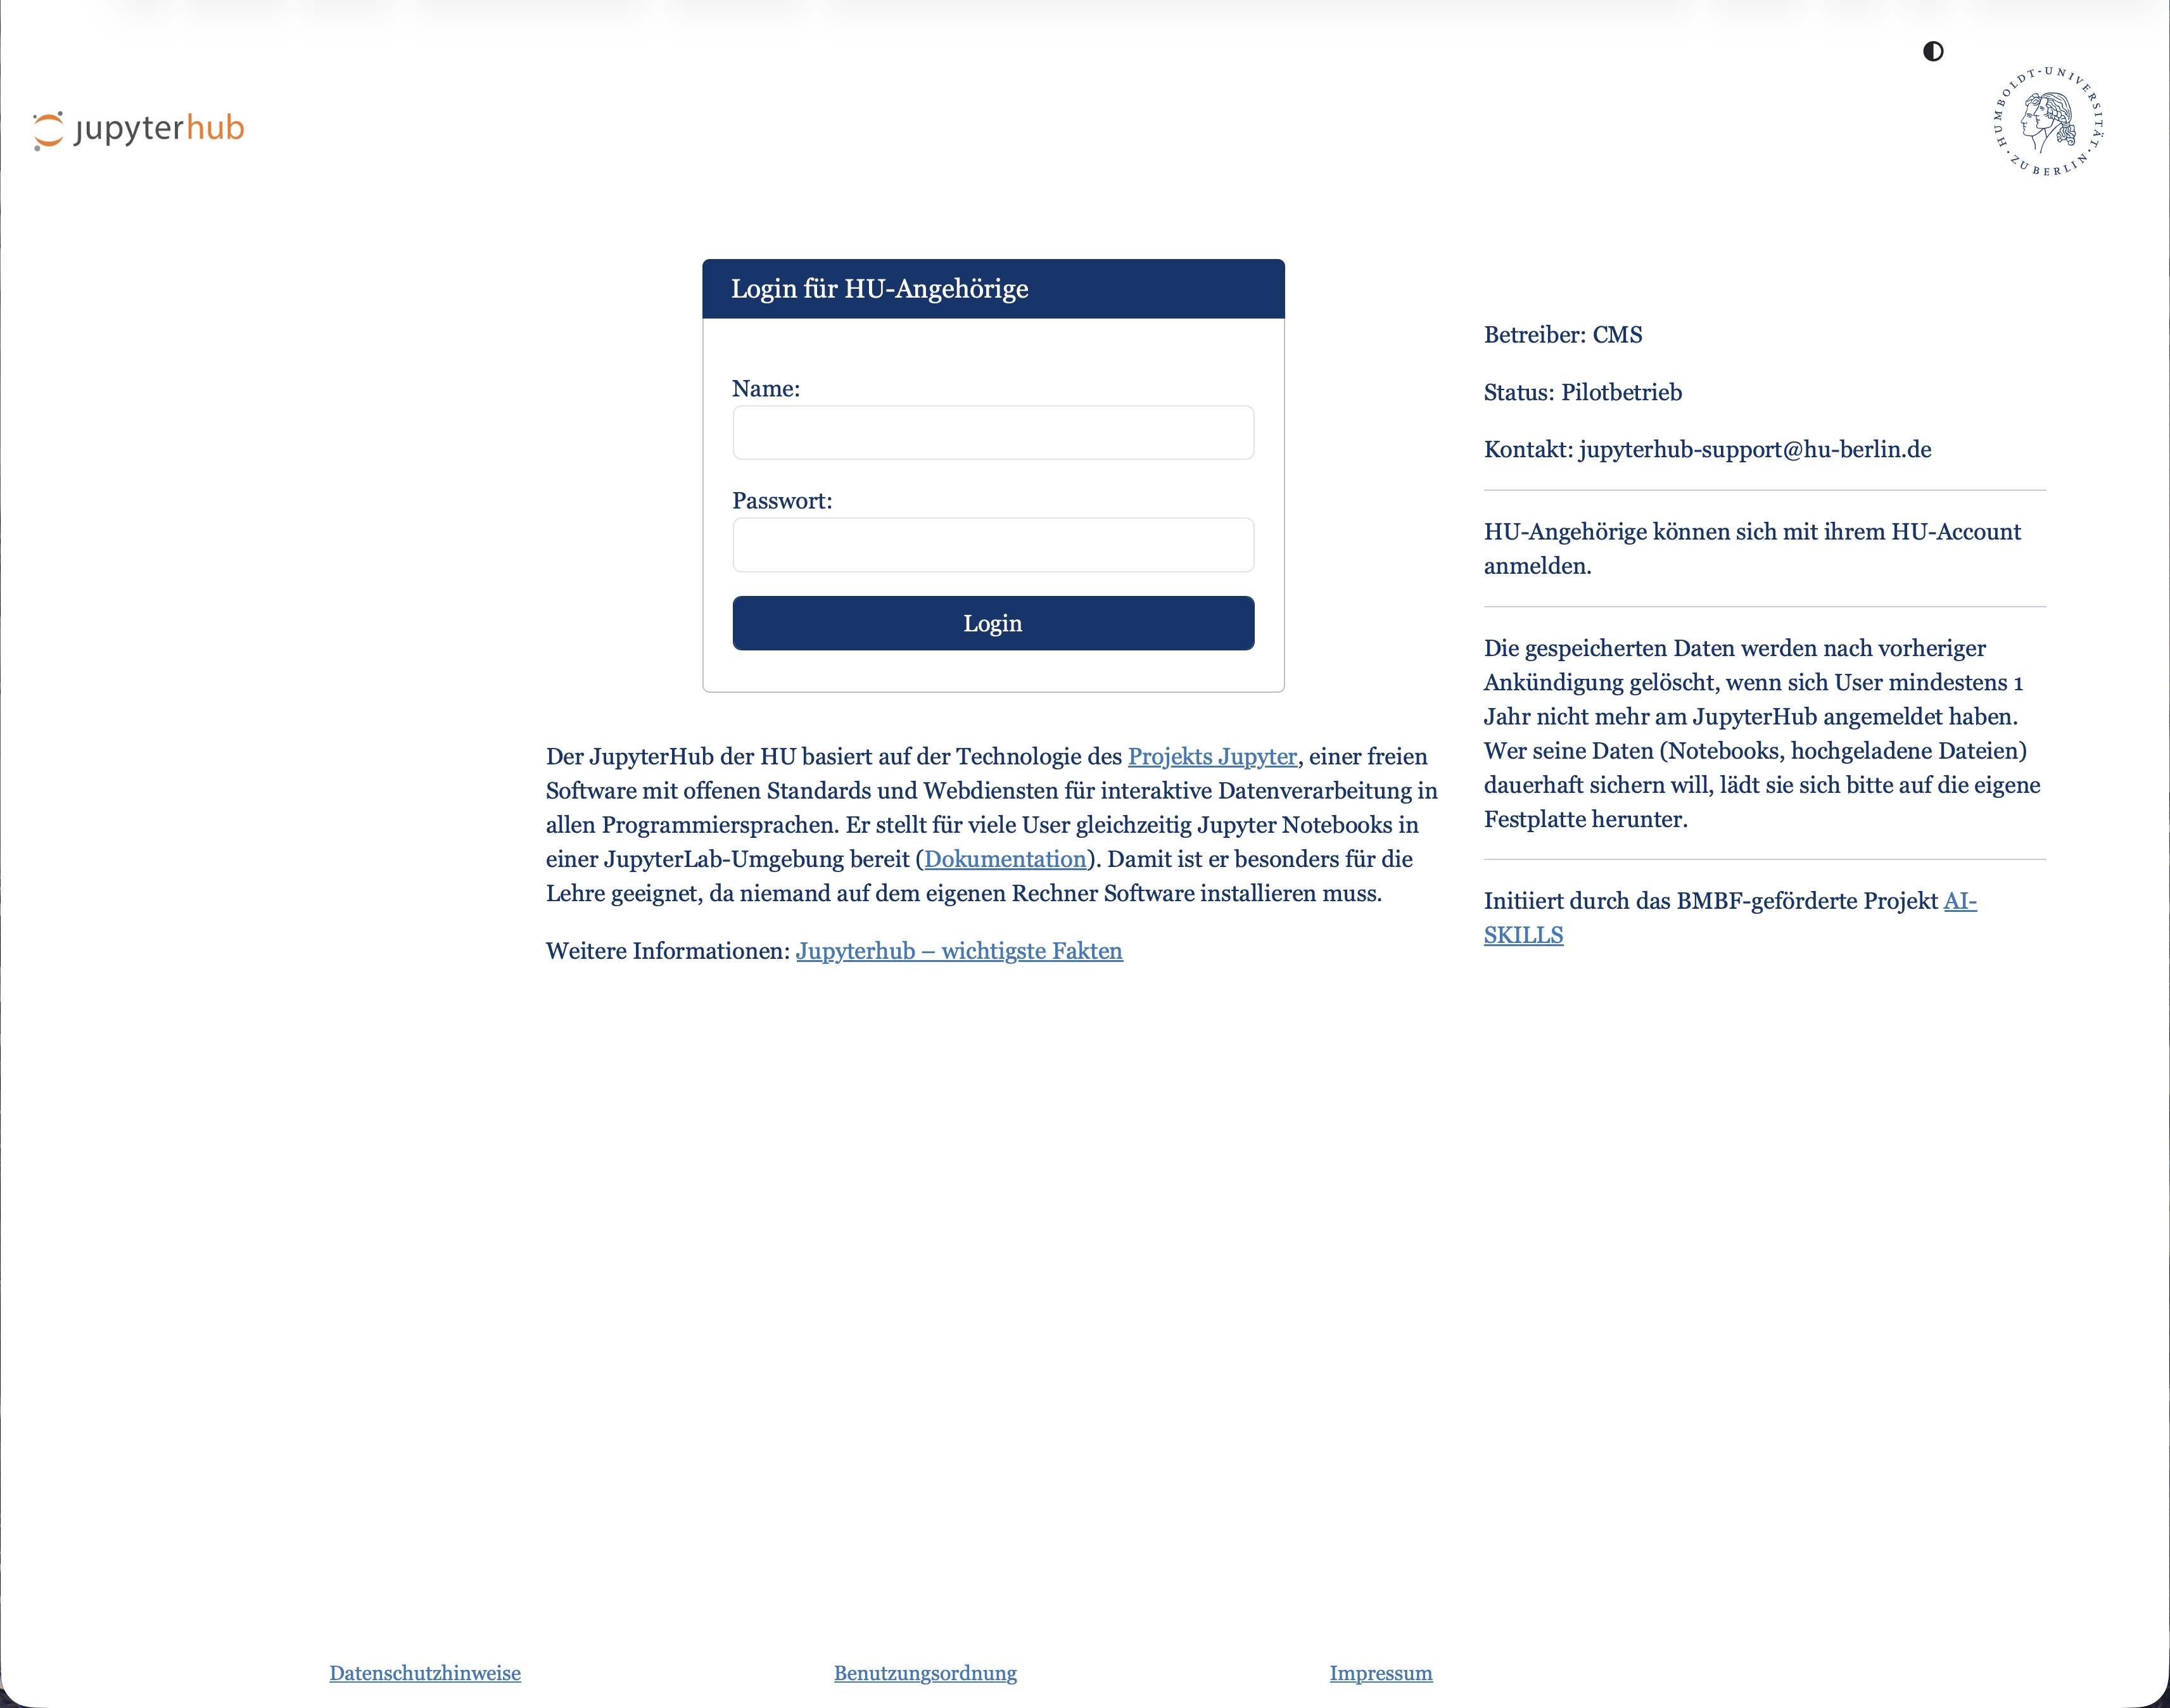 jupyterhub
HUMBOLDT-UNIVERSITÄT · ZU BERLIN ·
Login für HU-Angehörige
Name:
Passwort:
Login
Der JupyterHub der HU basiert auf der Technologie des Projekts Jupyter, einer freien
Software mit offenen Standards und Webdiensten für interaktive Datenverarbeitung in
allen Programmiersprachen. Er stellt für viele User gleichzeitig Jupyter Notebooks in
einer JupyterLab-Umgebung bereit (Dokumentation). Damit ist er besonders für die
Lehre geeignet, da niemand auf dem eigenen Rechner Software installieren muss.
Weitere Informationen: Jupyterhub – wichtigste Fakten
Betreiber: CMS
Status: Pilotbetrieb
Kontakt: jupyterhub-support@hu-berlin.de
HU-Angehörige können sich mit ihrem HU-Account
anmelden.
Die gespeicherten Daten werden nach vorheriger
Ankündigung gelöscht, wenn sich User mindestens 1
Jahr nicht mehr am JupyterHub angemeldet haben.
Wer seine Daten (Notebooks, hochgeladene Dateien)
dauerhaft sichern will, lädt sie sich bitte auf die eigene
Festplatte herunter.
Initiiert durch das BMBF-geförderte Projekt AI-
SKILLS
Datenschutzhinweise
Benutzungsordnung
Impressum